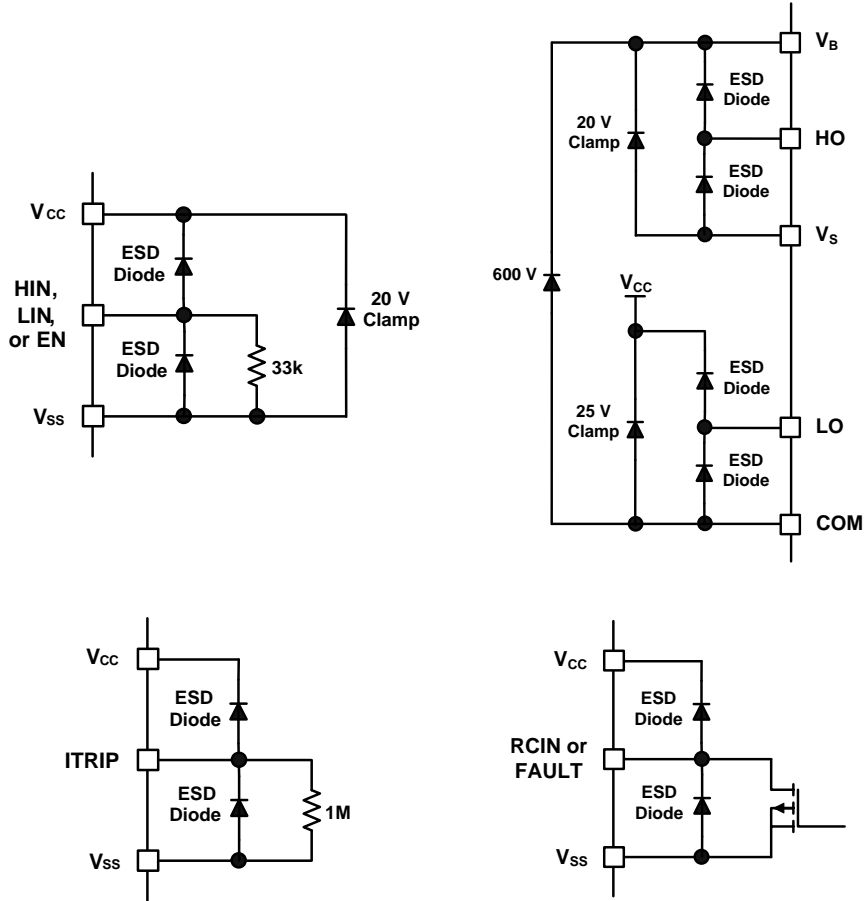 VCC
ESD
Diode
HIN,
LIN,
or EN
ESD
Diode
33k
20 V
Clamp
VSS
VB
ESD
Diode
20 V
Clamp
HO
ESD
Diode
VS
600 V
VCC
ESD
Diode
25 V
Clamp
LO
ESD
Diode
COM
VCC
ESD
Diode
ITRIP
ESD
Diode
1M
VSS
VCC
ESD
Diode
RCIN or
FAULT
ESD
Diode
VSS